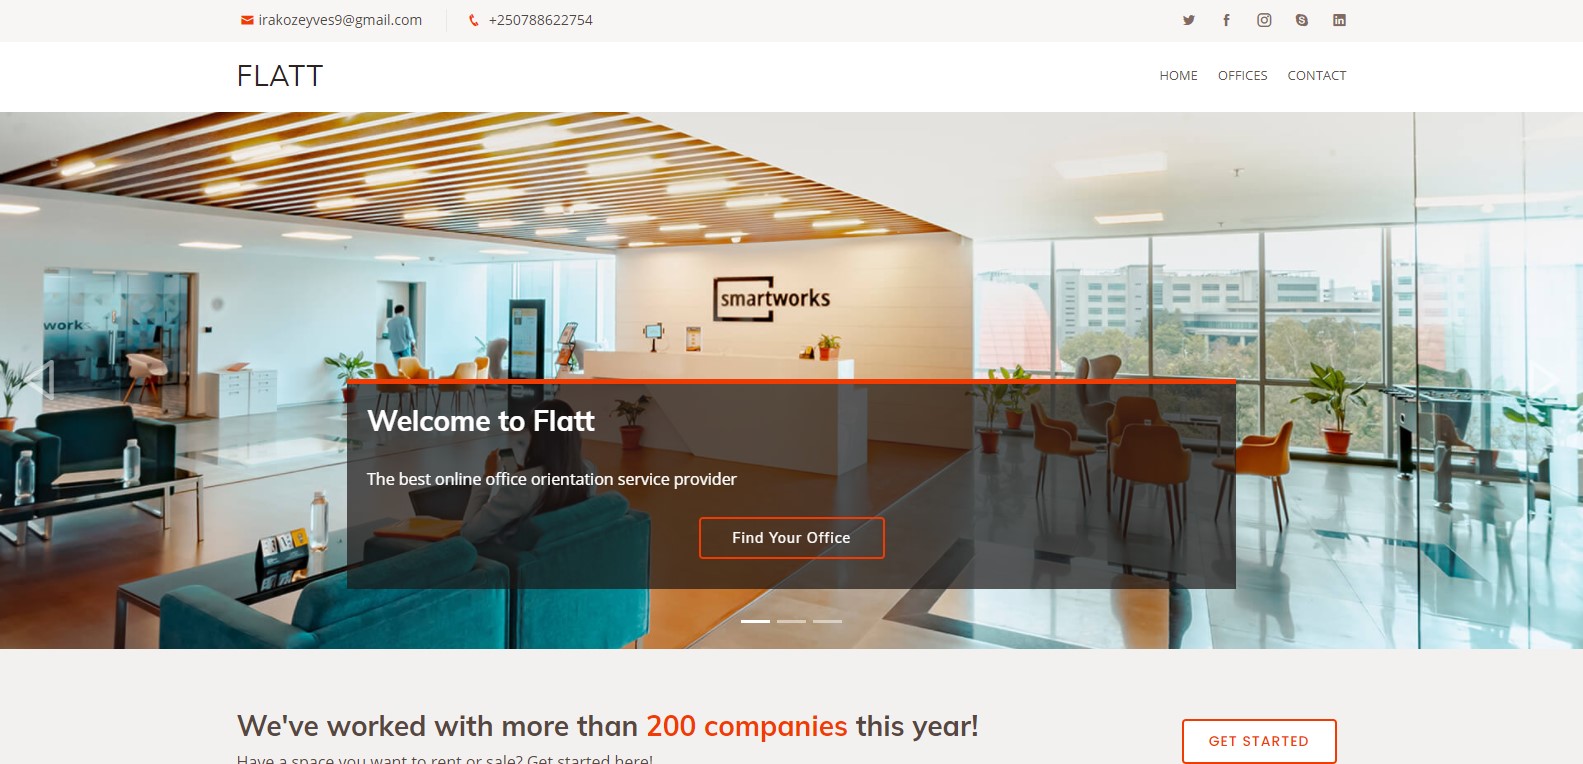 irakozeyves9@gmail.com
+250788622754
FLATT
HOME
OFFICES
CONTACT
smartworks
work
Welcome to Flatt
The best online office orientation service provider
Find Your Office
We've worked with more than 200 companies this year!
GET STARTED
Have a space you want to rent or sale? Get started here!